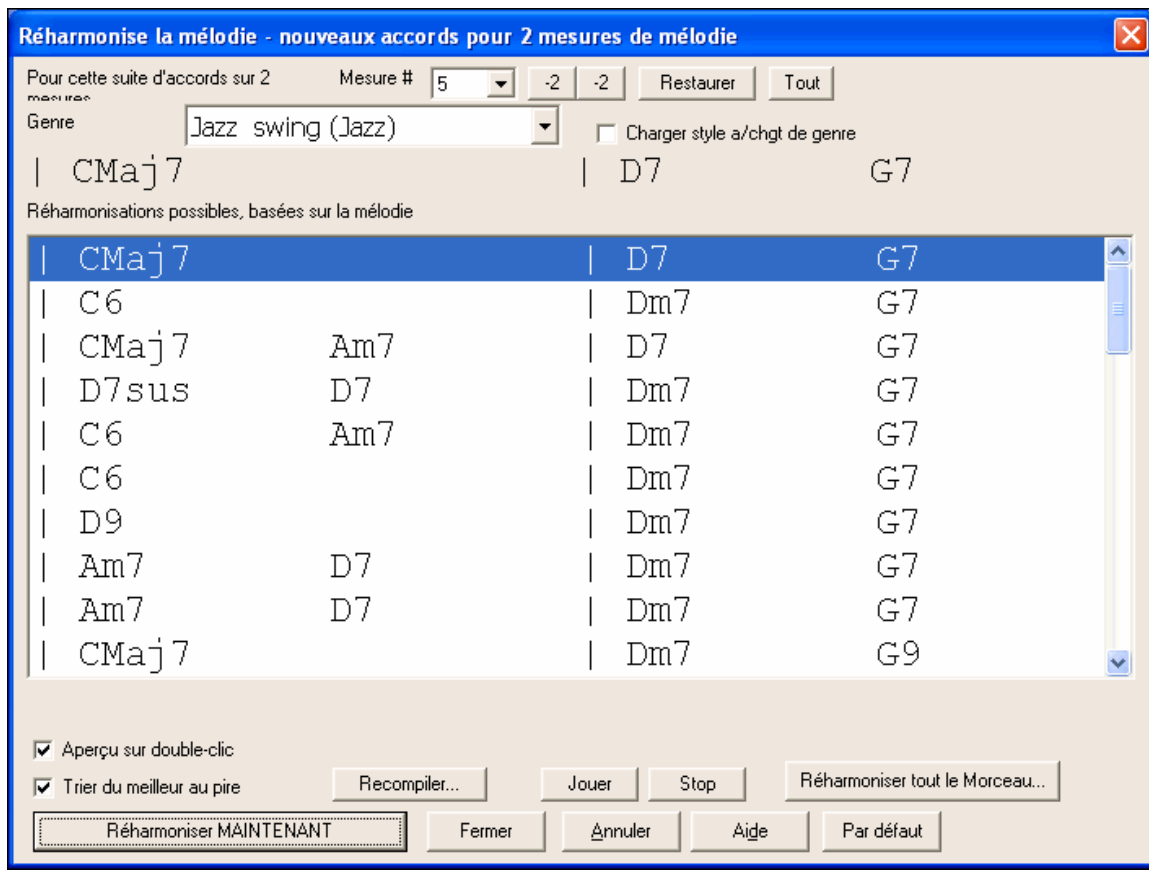 Réharmonise la mélodie - nouveaux accords pour 2 mesures de mélodie
Pour cette suite d'accords sur 2 mesures Mesure # 5 -2 -2 Restaurer Tout
Genre Jazz swing (Jazz) Charger style a/chgt de genre
| CMaj7 | D7 G7
Réharmonisations possibles, basées sur la mélodie
| CMaj7 | D7 G7
| C6 | Dm7 G7
| CMaj7 Am7 | D7 G7
| D7sus D7 | Dm7 G7
| C6 Am7 | Dm7 G7
| C6 | Dm7 G7
| D9 | Dm7 G7
| Am7 D7 | Dm7 G7
| Am7 D7 | Dm7 G7
| CMaj7 | Dm7 G9
Aperçu sur double-clic
Trier du meilleur au pire Recompiler... Jouer Stop Réharmoniser tout le Morceau...
Réharmoniser MAINTENANT Fermer Annuler Aide Par défaut